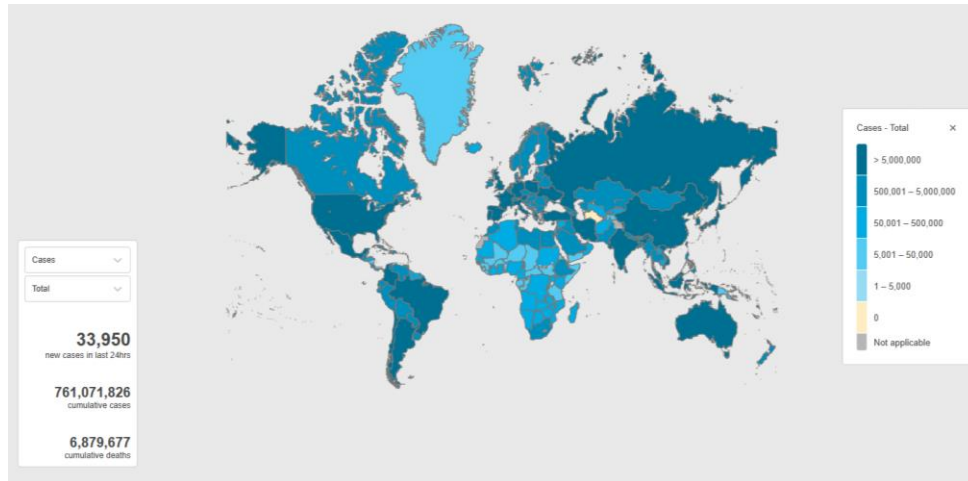 Cases
Total
33,950
new cases in last 24hrs
761,071,826
cumulative cases
6,879,677
cumulative deaths
Cases - Total ×
> 5,000,000
500,001 – 5,000,000
50,001 – 500,000
5,001 – 50,000
1 – 5,000
0
Not applicable